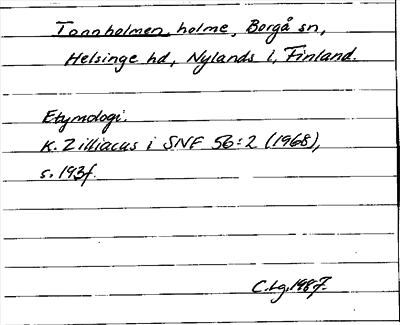 Tonnholmen, holme, Borgå sn,
Helsinge hd, Nylands l, Finland.
Etymologi.
K. Zilliacus i SNF 56:2 (1968),
s. 193f.
C.Lg. 1987.